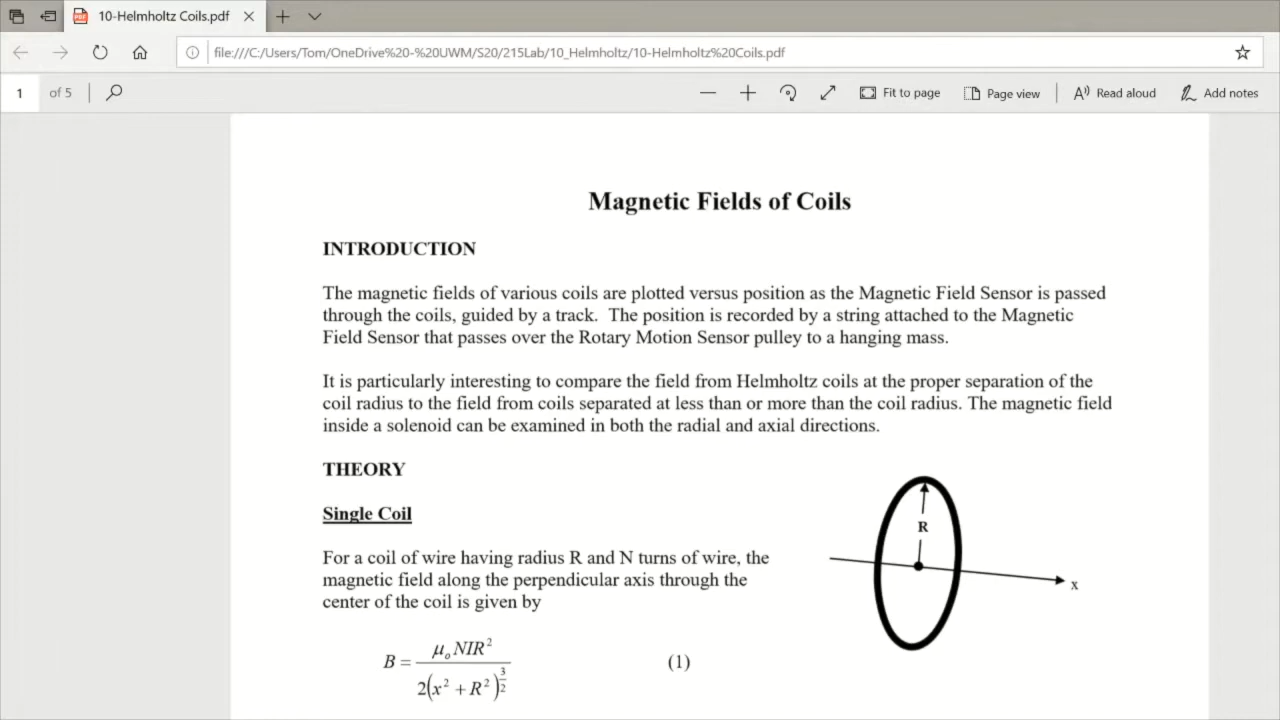 10-Helmholtz Coils.pdf
file:///C:/Users/Tom/OneDrive%20-%20UWM/S20/215Lab/10_Helmholtz/10-Helmholtz%20Coils.pdf
1 of 5 Fit to page Page view Read aloud Add notes
Magnetic Fields of Coils
INTRODUCTION
The magnetic fields of various coils are plotted versus position as the Magnetic Field Sensor is passed
through the coils, guided by a track. The position is recorded by a string attached to the Magnetic
Field Sensor that passes over the Rotary Motion Sensor pulley to a hanging mass.
It is particularly interesting to compare the field from Helmholtz coils at the proper separation of the
coil radius to the field from coils separated at less than or more than the coil radius. The magnetic field
inside a solenoid can be examined in both the radial and axial directions.
THEORY
Single Coil
R
For a coil of wire having radius R and N turns of wire, the
magnetic field along the perpendicular axis through the
center of the coil is given by
x
B = μₒNIR² / 2(x² + R²)^(3/2) (1)